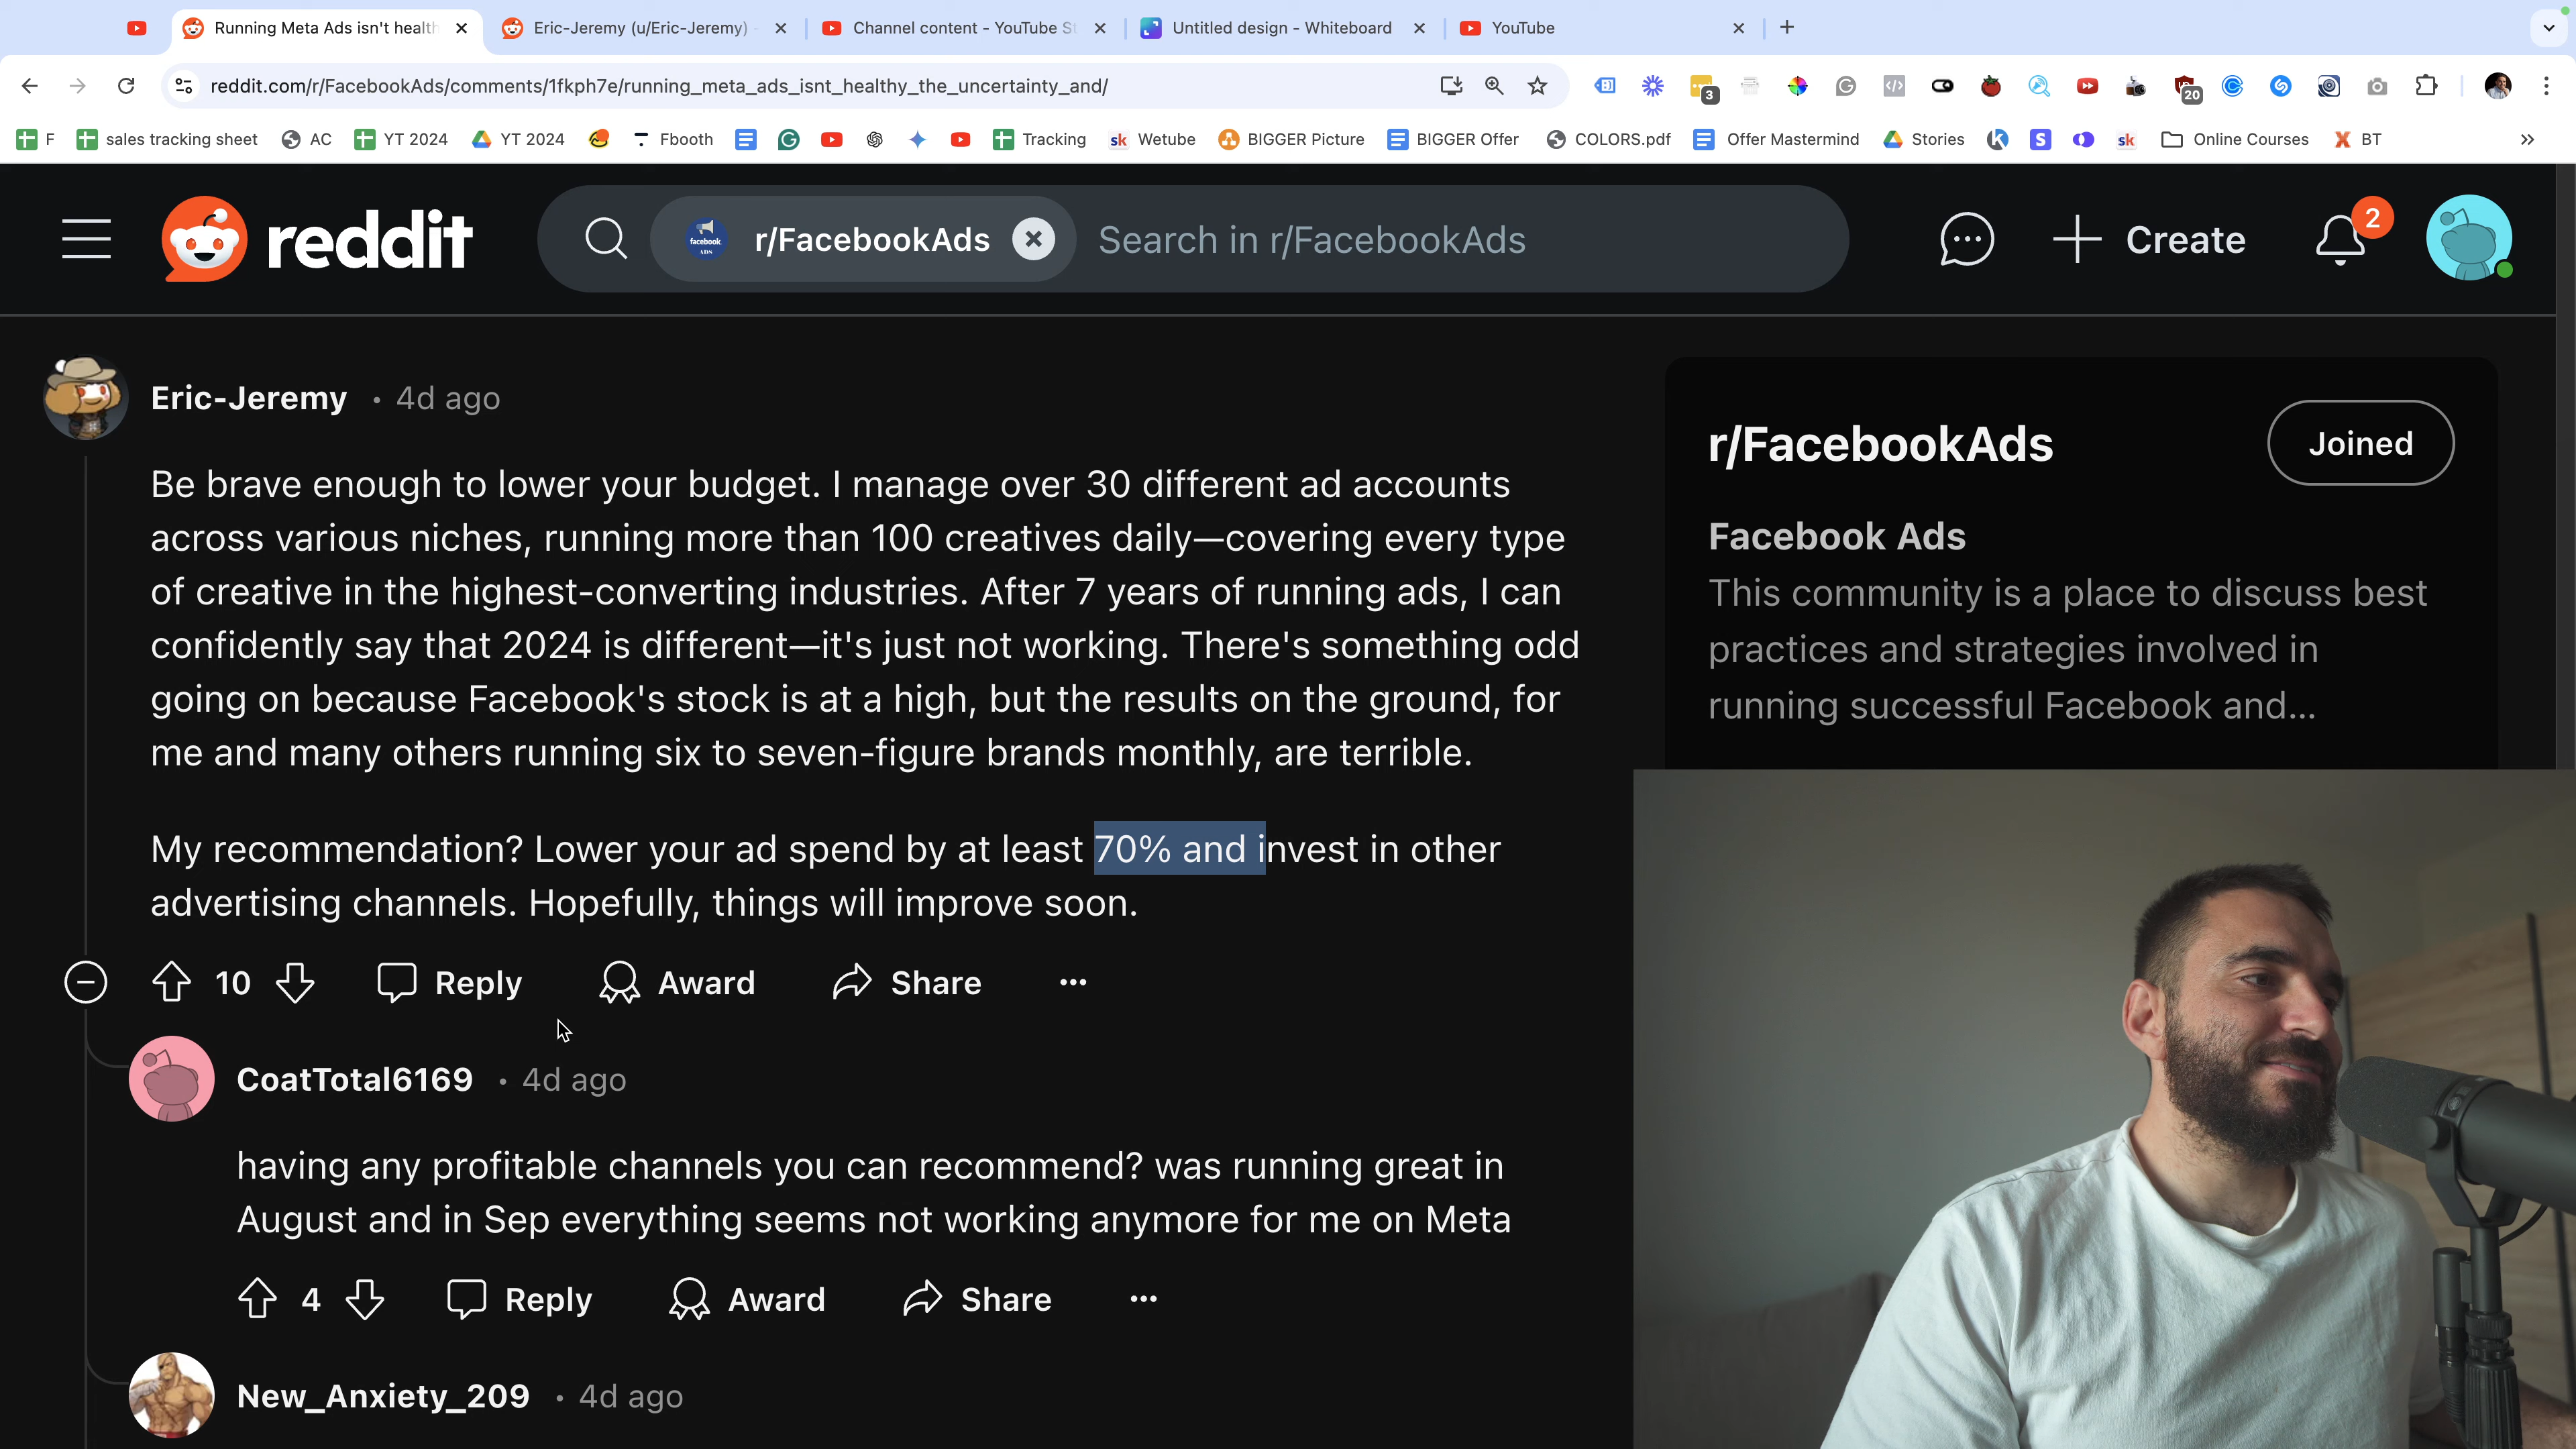 Running Meta Ads isn't health
Eric-Jeremy (u/Eric-Jeremy) -
Channel content - YouTube St
Untitled design - Whiteboard
YouTube
reddit.com/r/FacebookAds/comments/1fkph7e/running_meta_ads_isnt_healthy_the_uncertainty_and/
3
20
F
sales tracking sheet
AC
YT 2024
YT 2024
Fbooth
Tracking
sk Wetube
BIGGER Picture
BIGGER Offer
COLORS.pdf
Offer Mastermind
Stories
S
sk
Online Courses
BT
reddit
facebook
ADS
r/FacebookAds
Search in r/FacebookAds
Create
2
Eric-Jeremy • 4d ago
Be brave enough to lower your budget. I manage over 30 different ad accounts
across various niches, running more than 100 creatives daily—covering every type
of creative in the highest-converting industries. After 7 years of running ads, I can
confidently say that 2024 is different—it's just not working. There's something odd
going on because Facebook's stock is at a high, but the results on the ground, for
me and many others running six to seven-figure brands monthly, are terrible.
My recommendation? Lower your ad spend by at least 70% and invest in other
advertising channels. Hopefully, things will improve soon.
10
Reply
Award
Share
CoatTotal6169 • 4d ago
having any profitable channels you can recommend? was running great in
August and in Sep everything seems not working anymore for me on Meta
4
Reply
Award
Share
New_Anxiety_209 • 4d ago
r/FacebookAds
Joined
Facebook Ads
This community is a place to discuss best
practices and strategies involved in
running successful Facebook and...